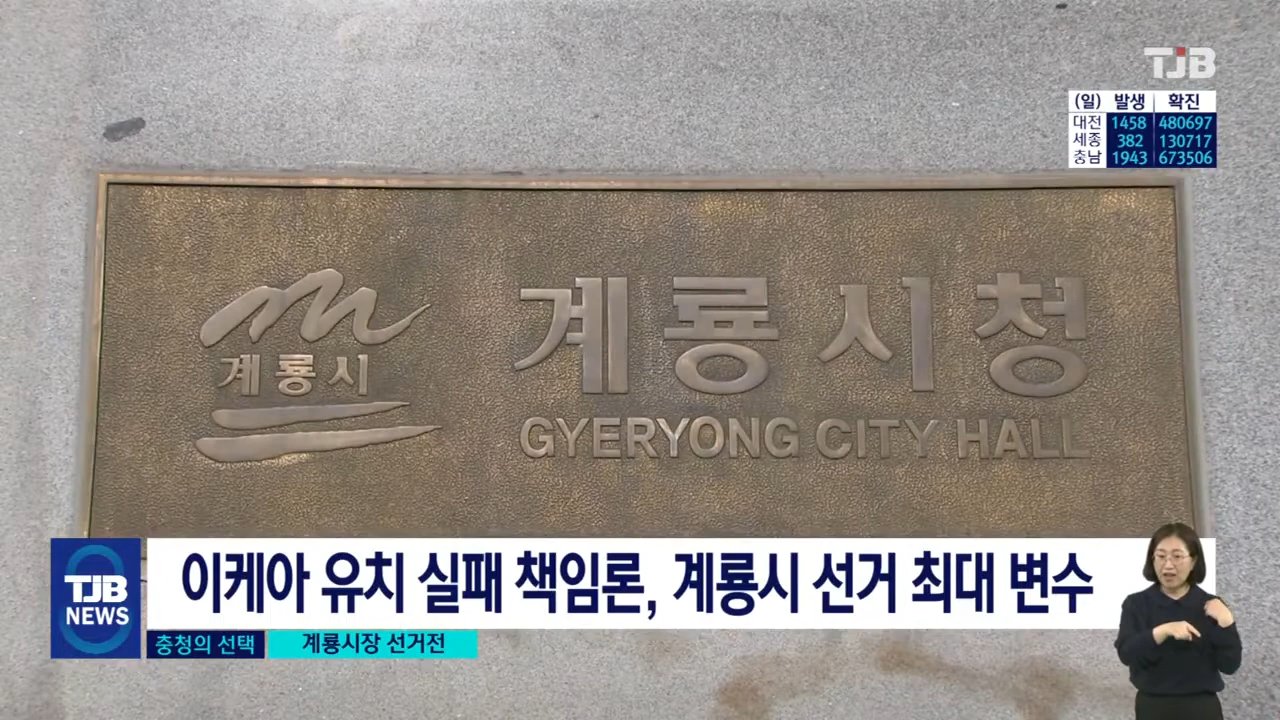 TJB
(일) 발생 확진
대전 1458 480697
세종 382 130717
충남 1943 673506
계룡시
계룡시청
GYERYONG CITY HALL
TJB
NEWS
이케아 유치 실패 책임론, 계룡시 선거 최대 변수
충청의 선택 계룡시장 선거전